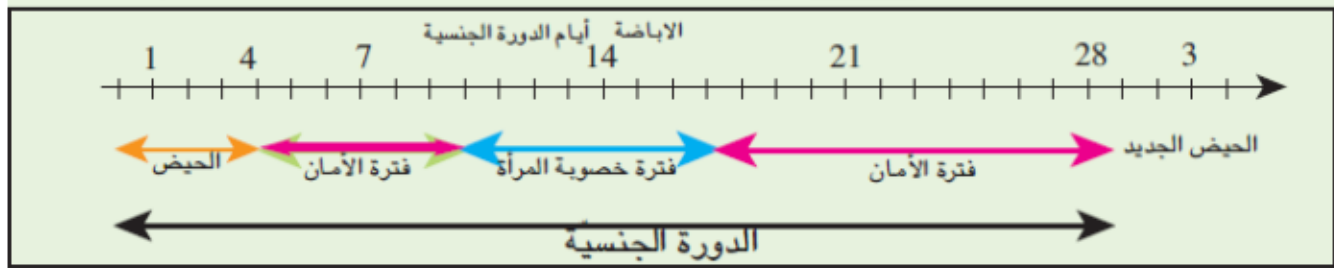 الاباضة أيام الدورة الجنسية
1 4 7 14 21 28 3
الحيض فترة الأمان فترة خصوبة المرأة فترة الأمان الحيض الجديد
الدورة الجنسيّة